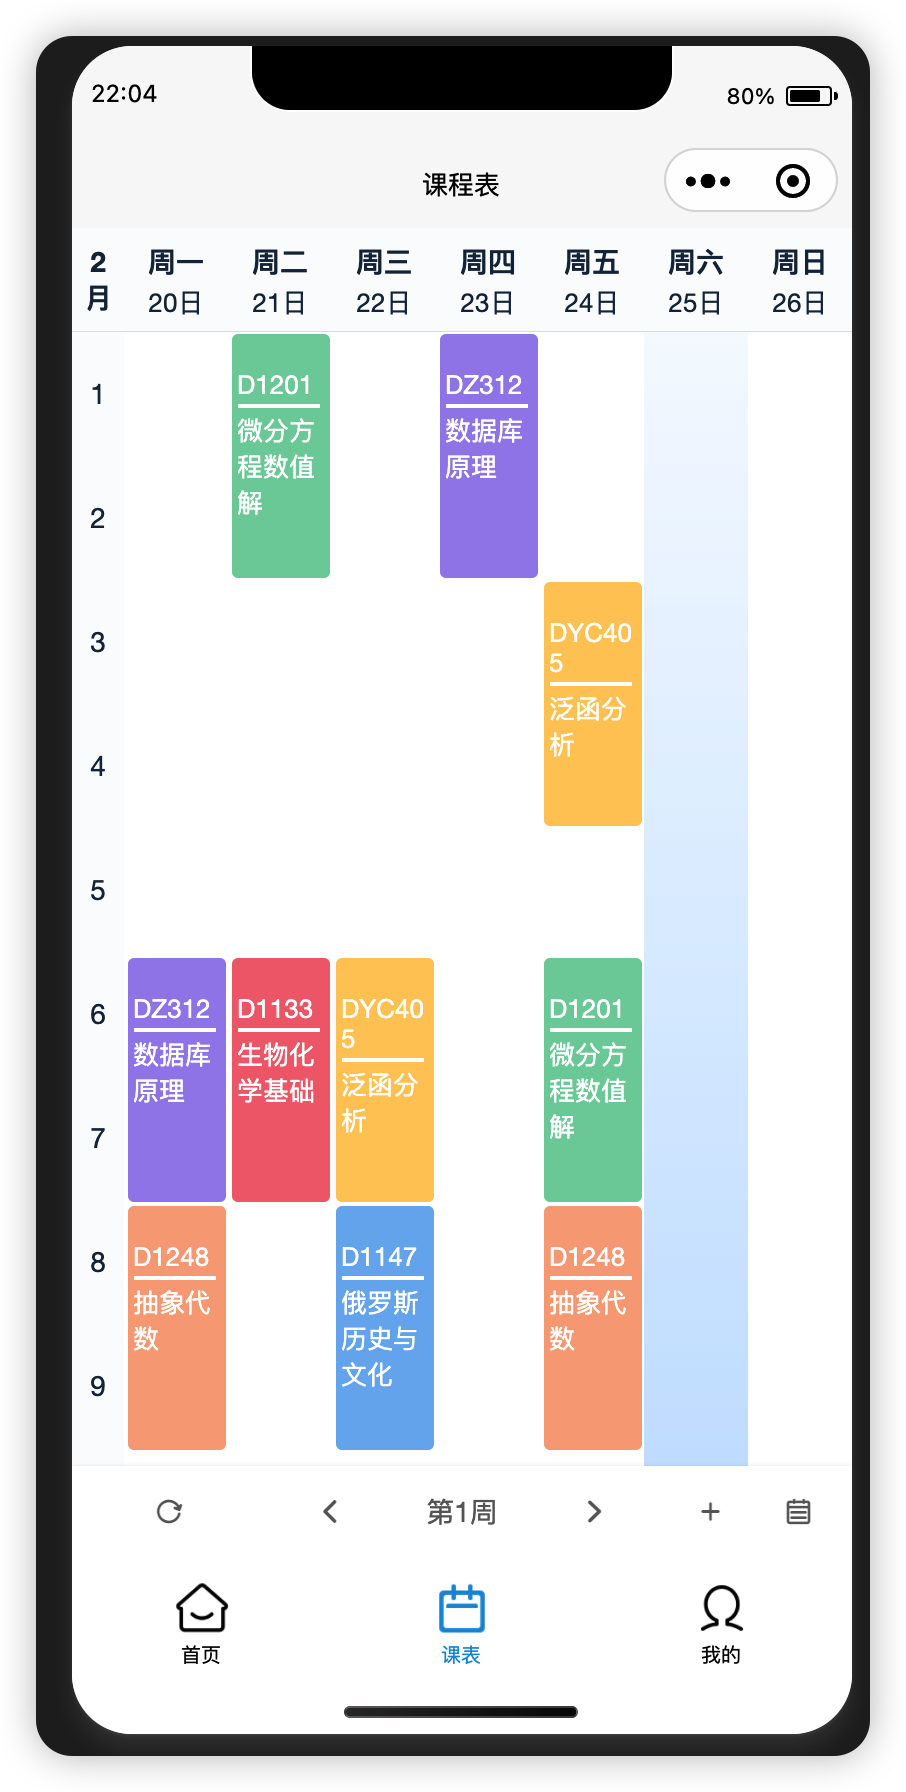 22:04
80%
课程表
2
月
周一 周二 周三 周四 周五 周六 周日
20日 21日 22日 23日 24日 25日 26日
1
D1201
微分方
程数值
解
DZ312
数据库
原理
2
3
DYC40
5
泛函分
析
4
5
6
DZ312
数据库
原理
D1133
生物化
学基础
DYC40
5
泛函分
析
D1201
微分方
程数值
解
7
8
D1248
抽象代
数
D1147
俄罗斯
历史与
文化
D1248
抽象代
数
9
第1周
首页 课表 我的